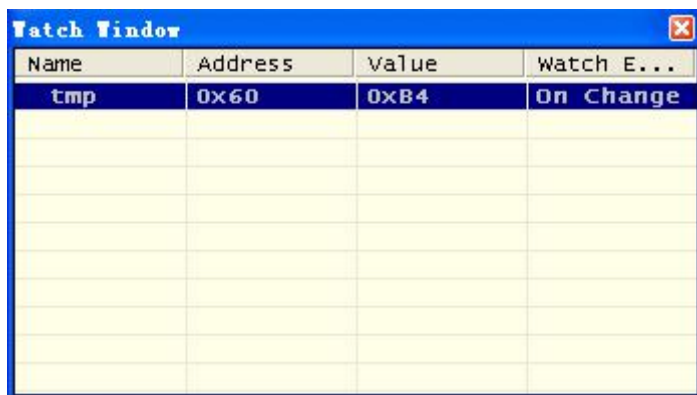 Watch Window
Name Address Value Watch E...
tmp 0x60 0xB4 On Change